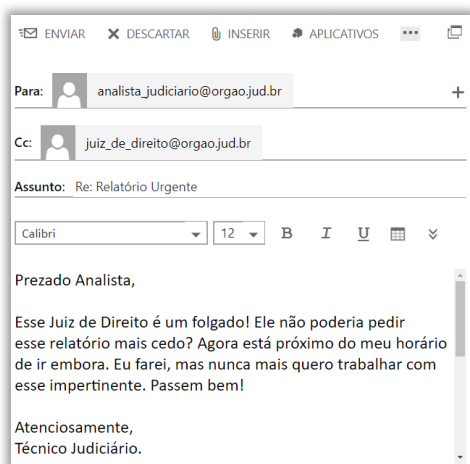 ENVIAR DESCARTAR INSERIR APLICATIVOS •••
Para: analista_judiciario@orgao.jud.br +
Cc: juiz_de_direito@orgao.jud.br
Assunto: Re: Relatório Urgente
Calibri 12 B I U
Prezado Analista,
Esse Juiz de Direito é um folgado! Ele não poderia pedir
esse relatório mais cedo? Agora está próximo do meu horário
de ir embora. Eu farei, mas nunca mais quero trabalhar com
esse impertinente. Passem bem!
Atenciosamente,
Técnico Judiciário.